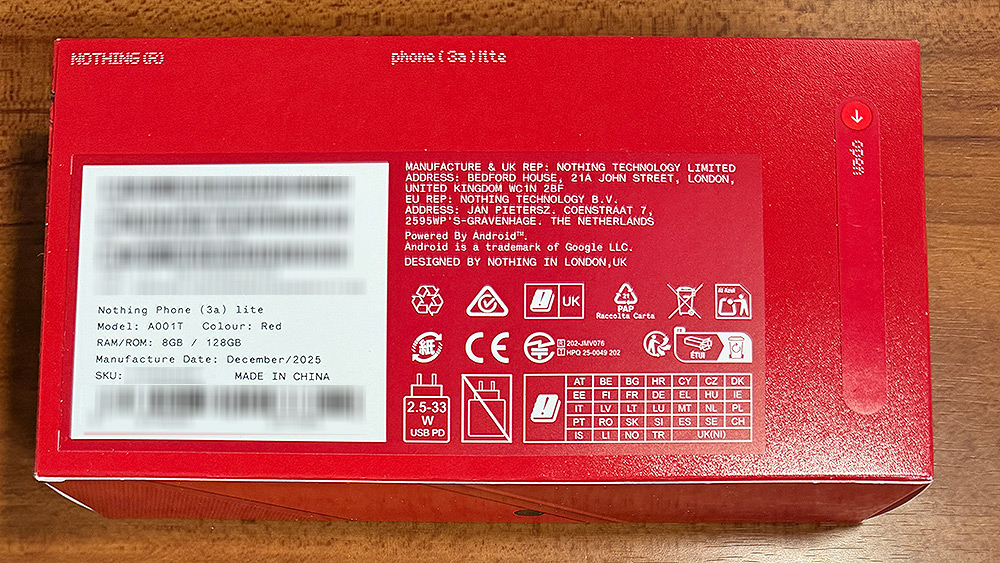 NOTHING(R)
phone(3a)lite
open
Nothing Phone (3a) lite
Model: A001T Colour: Red
RAM/ROM: 8GB / 128GB
Manufacture Date: December/2025
SKU:
MADE IN CHINA
MANUFACTURE & UK REP: NOTHING TECHNOLOGY LIMITED
ADDRESS: BEDFORD HOUSE, 21A JOHN STREET, LONDON,
UNITED KINGDOM WC1N 2BF
EU REP: NOTHING TECHNOLOGY B.V.
ADDRESS: JAN PIETERSZ. COENSTRAAT 7,
2595WP'S-GRAVENHAGE. THE NETHERLANDS
Powered By Android™.
Android is a trademark of Google LLC.
DESIGNED BY NOTHING IN LONDON,UK
UK
21
PAP
Raccolta Carta
紙
CE
R 202-JMV076
T HPQ 25-0049 202
FR
ÉTUI
2.5-33
W
USB PD
AT BE BG HR CY CZ DK
EE FI FR DE EL HU IE
IT LV LT LU MT NL PL
PT RO SK SI ES SE CH
IS LI NO TR UK(NI)